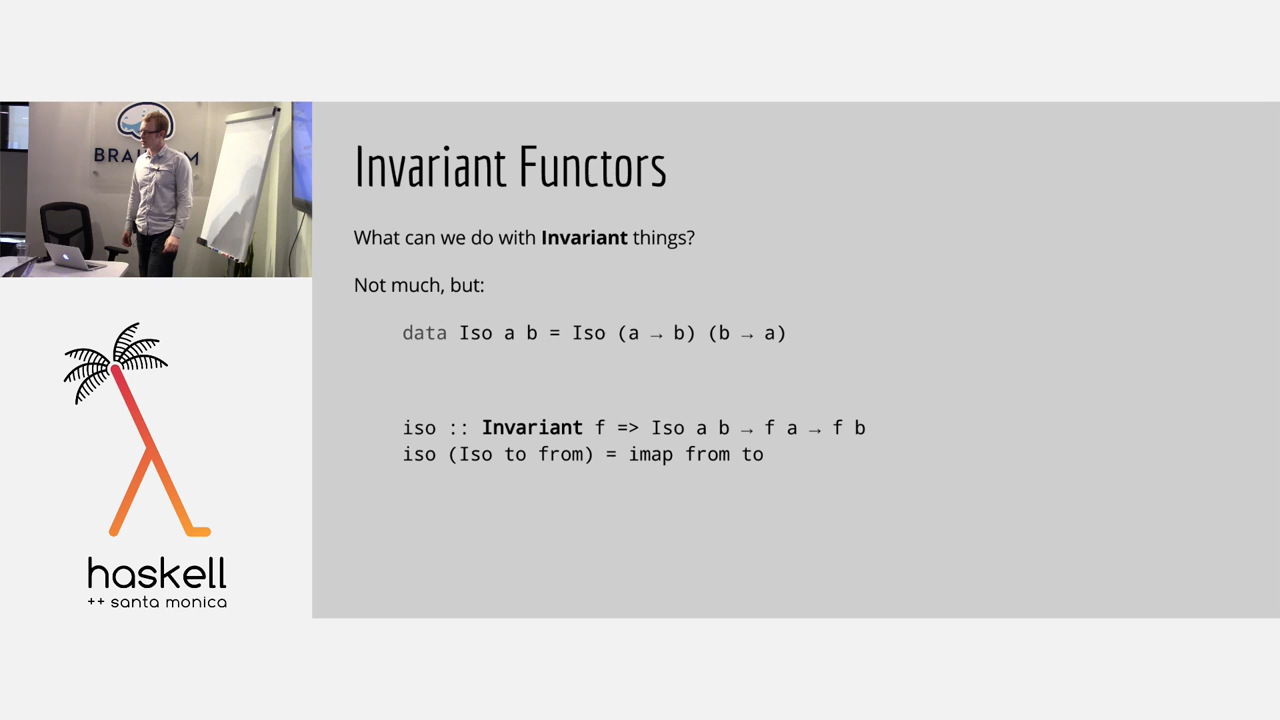 Invariant Functors
What can we do with Invariant things?
Not much, but:
data Iso a b = Iso (a → b) (b → a)
iso :: Invariant f => Iso a b → f a → f b
iso (Iso to from) = imap from to
haskell
++ santa monica